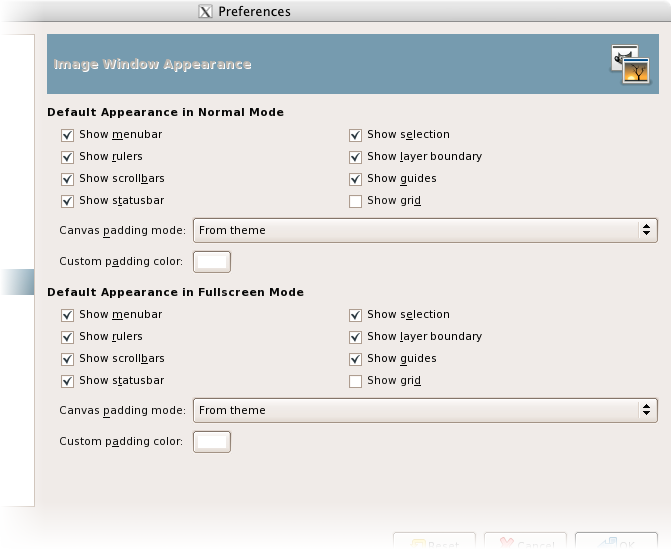 Preferences
Image Window Appearance
Default Appearance in Normal Mode
Show menubar Show selection
Show rulers Show layer boundary
Show scrollbars Show guides
Show statusbar Show grid
Canvas padding mode: From theme
Custom padding color:
Default Appearance in Fullscreen Mode
Show menubar Show selection
Show rulers Show layer boundary
Show scrollbars Show guides
Show statusbar Show grid
Canvas padding mode: From theme
Custom padding color:
Reset Cancel OK